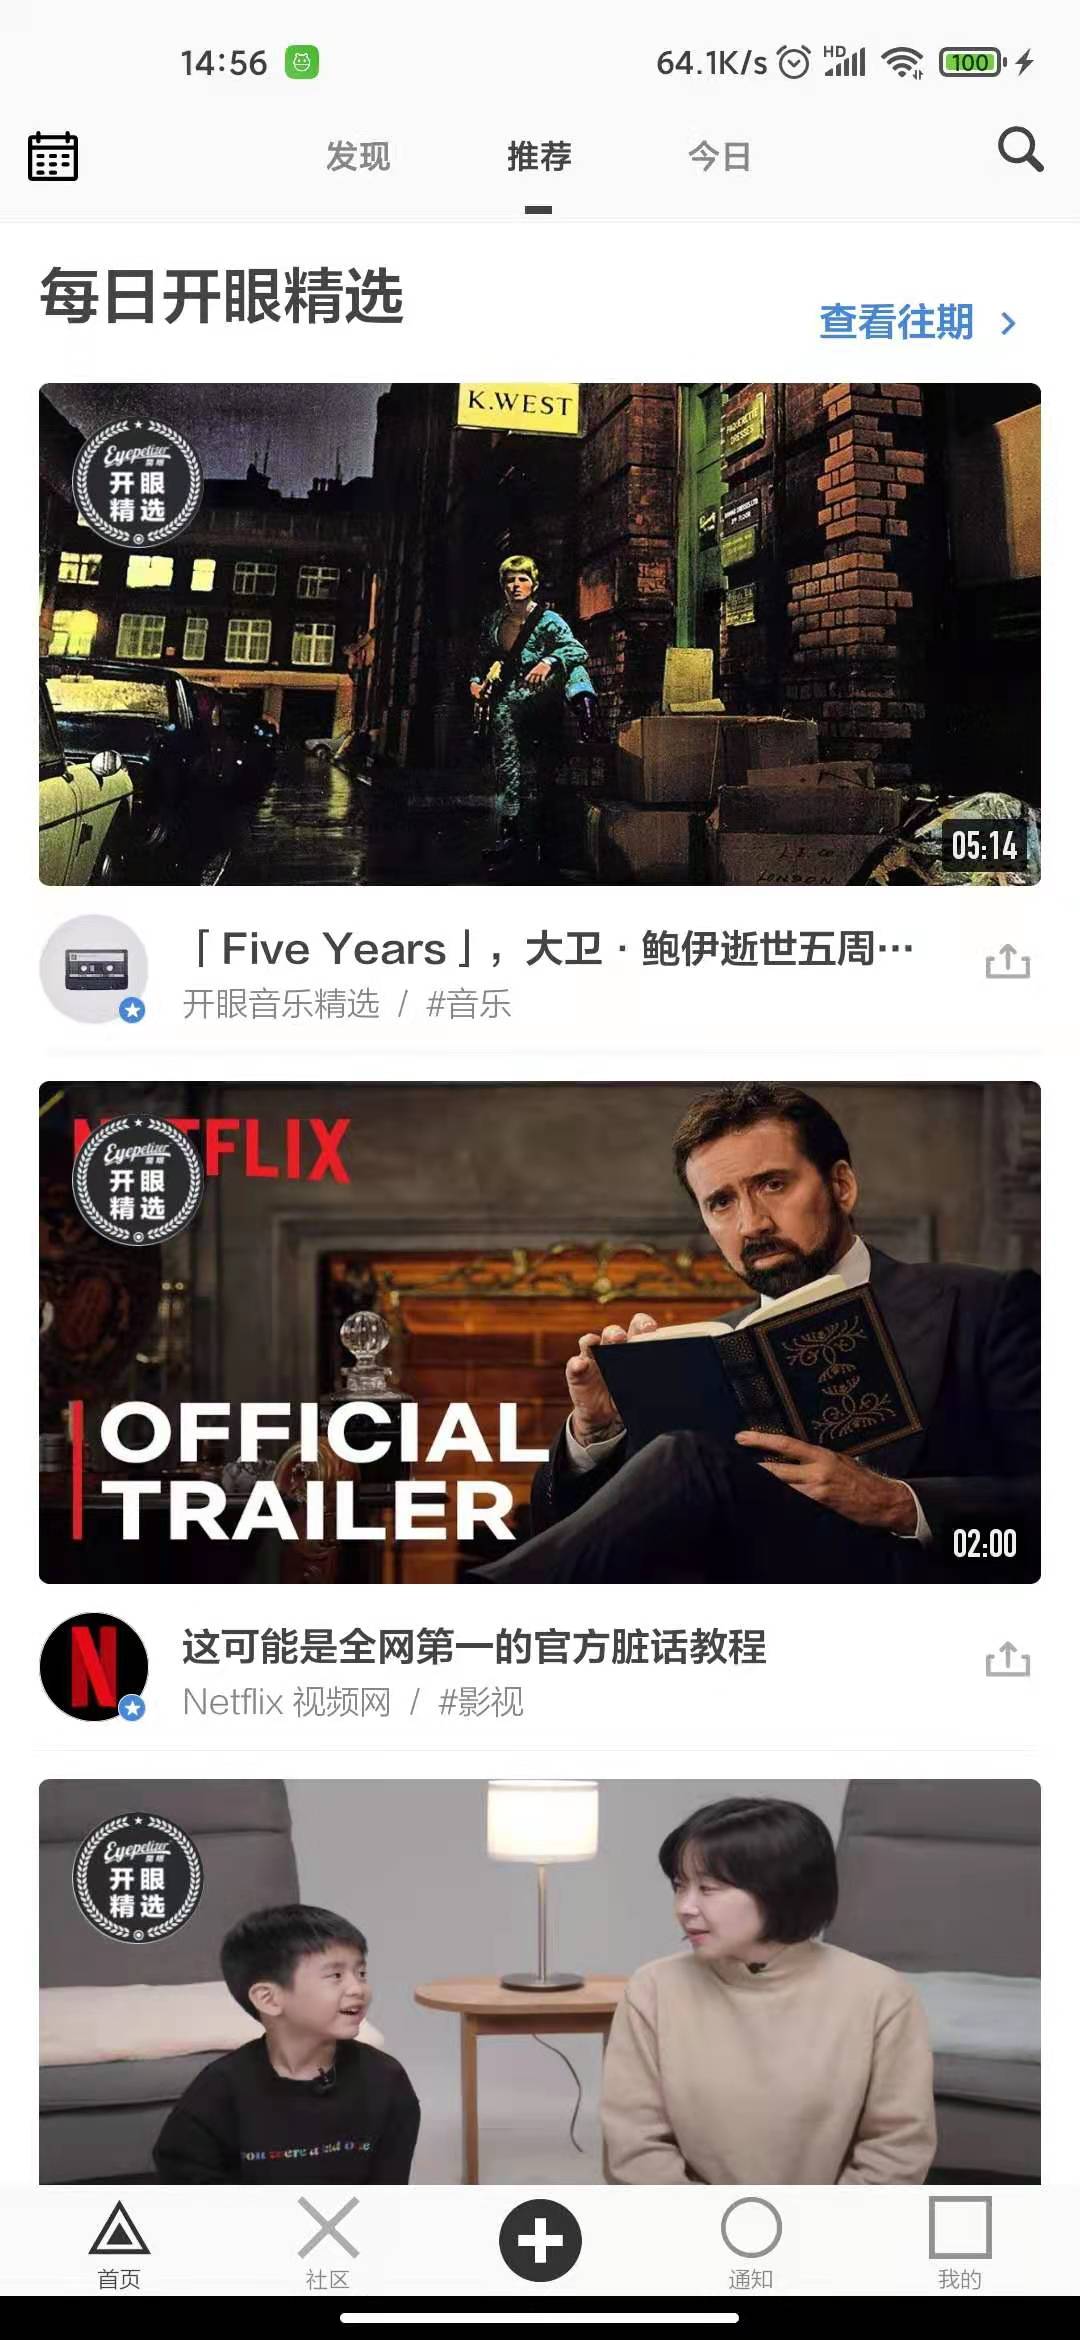 14:56
64.1K/s
HD
100
发现
推荐
今日
每日开眼精选
查看往期
K.WEST
Eyepetizer
开眼
精选
L.I.CO
LONDON
05:14
「Five Years」，大卫·鲍伊逝世五周…
开眼音乐精选 / #音乐
NETFLIX
Eyepetizer
开眼
精选
OFFICIAL
TRAILER
02:00
这可能是全网第一的官方脏话教程
Netflix 视频网 / #影视
Eyepetizer
开眼
精选
首页
社区
通知
我的